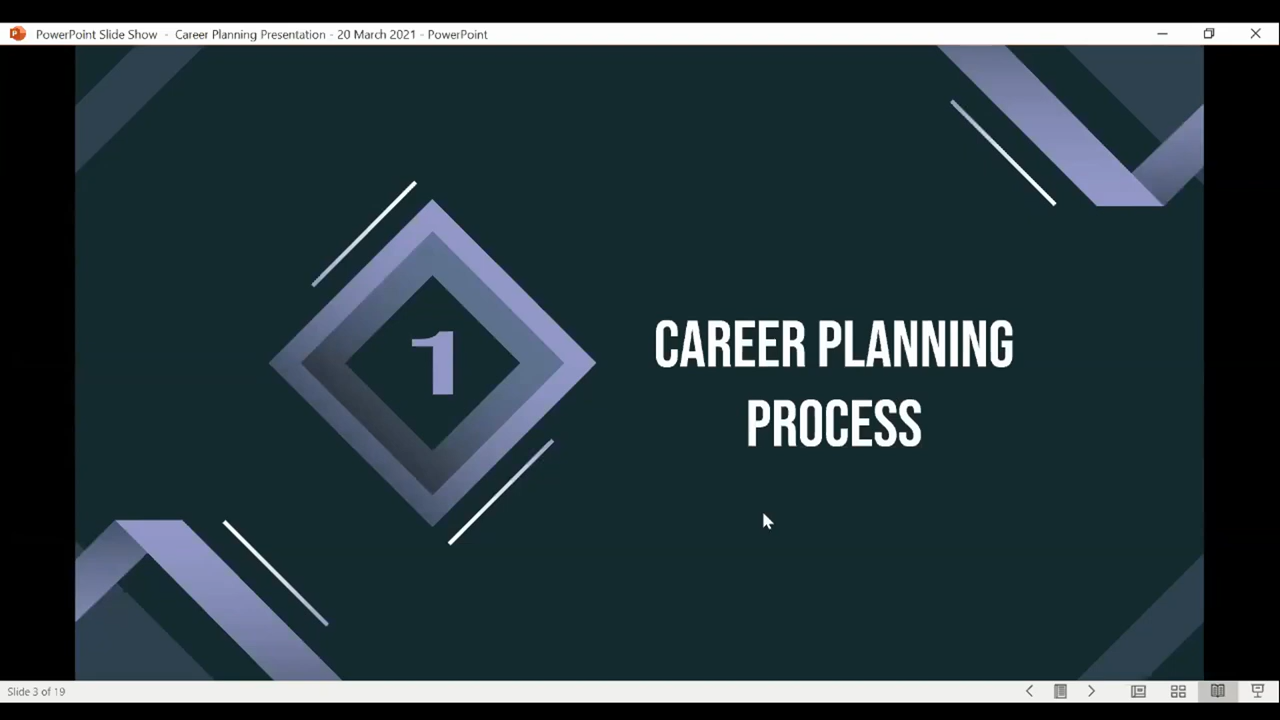 PowerPoint Slide Show - Career Planning Presentation - 20 March 2021 - PowerPoint
1
CAREER PLANNING
PROCESS
Slide 3 of 19